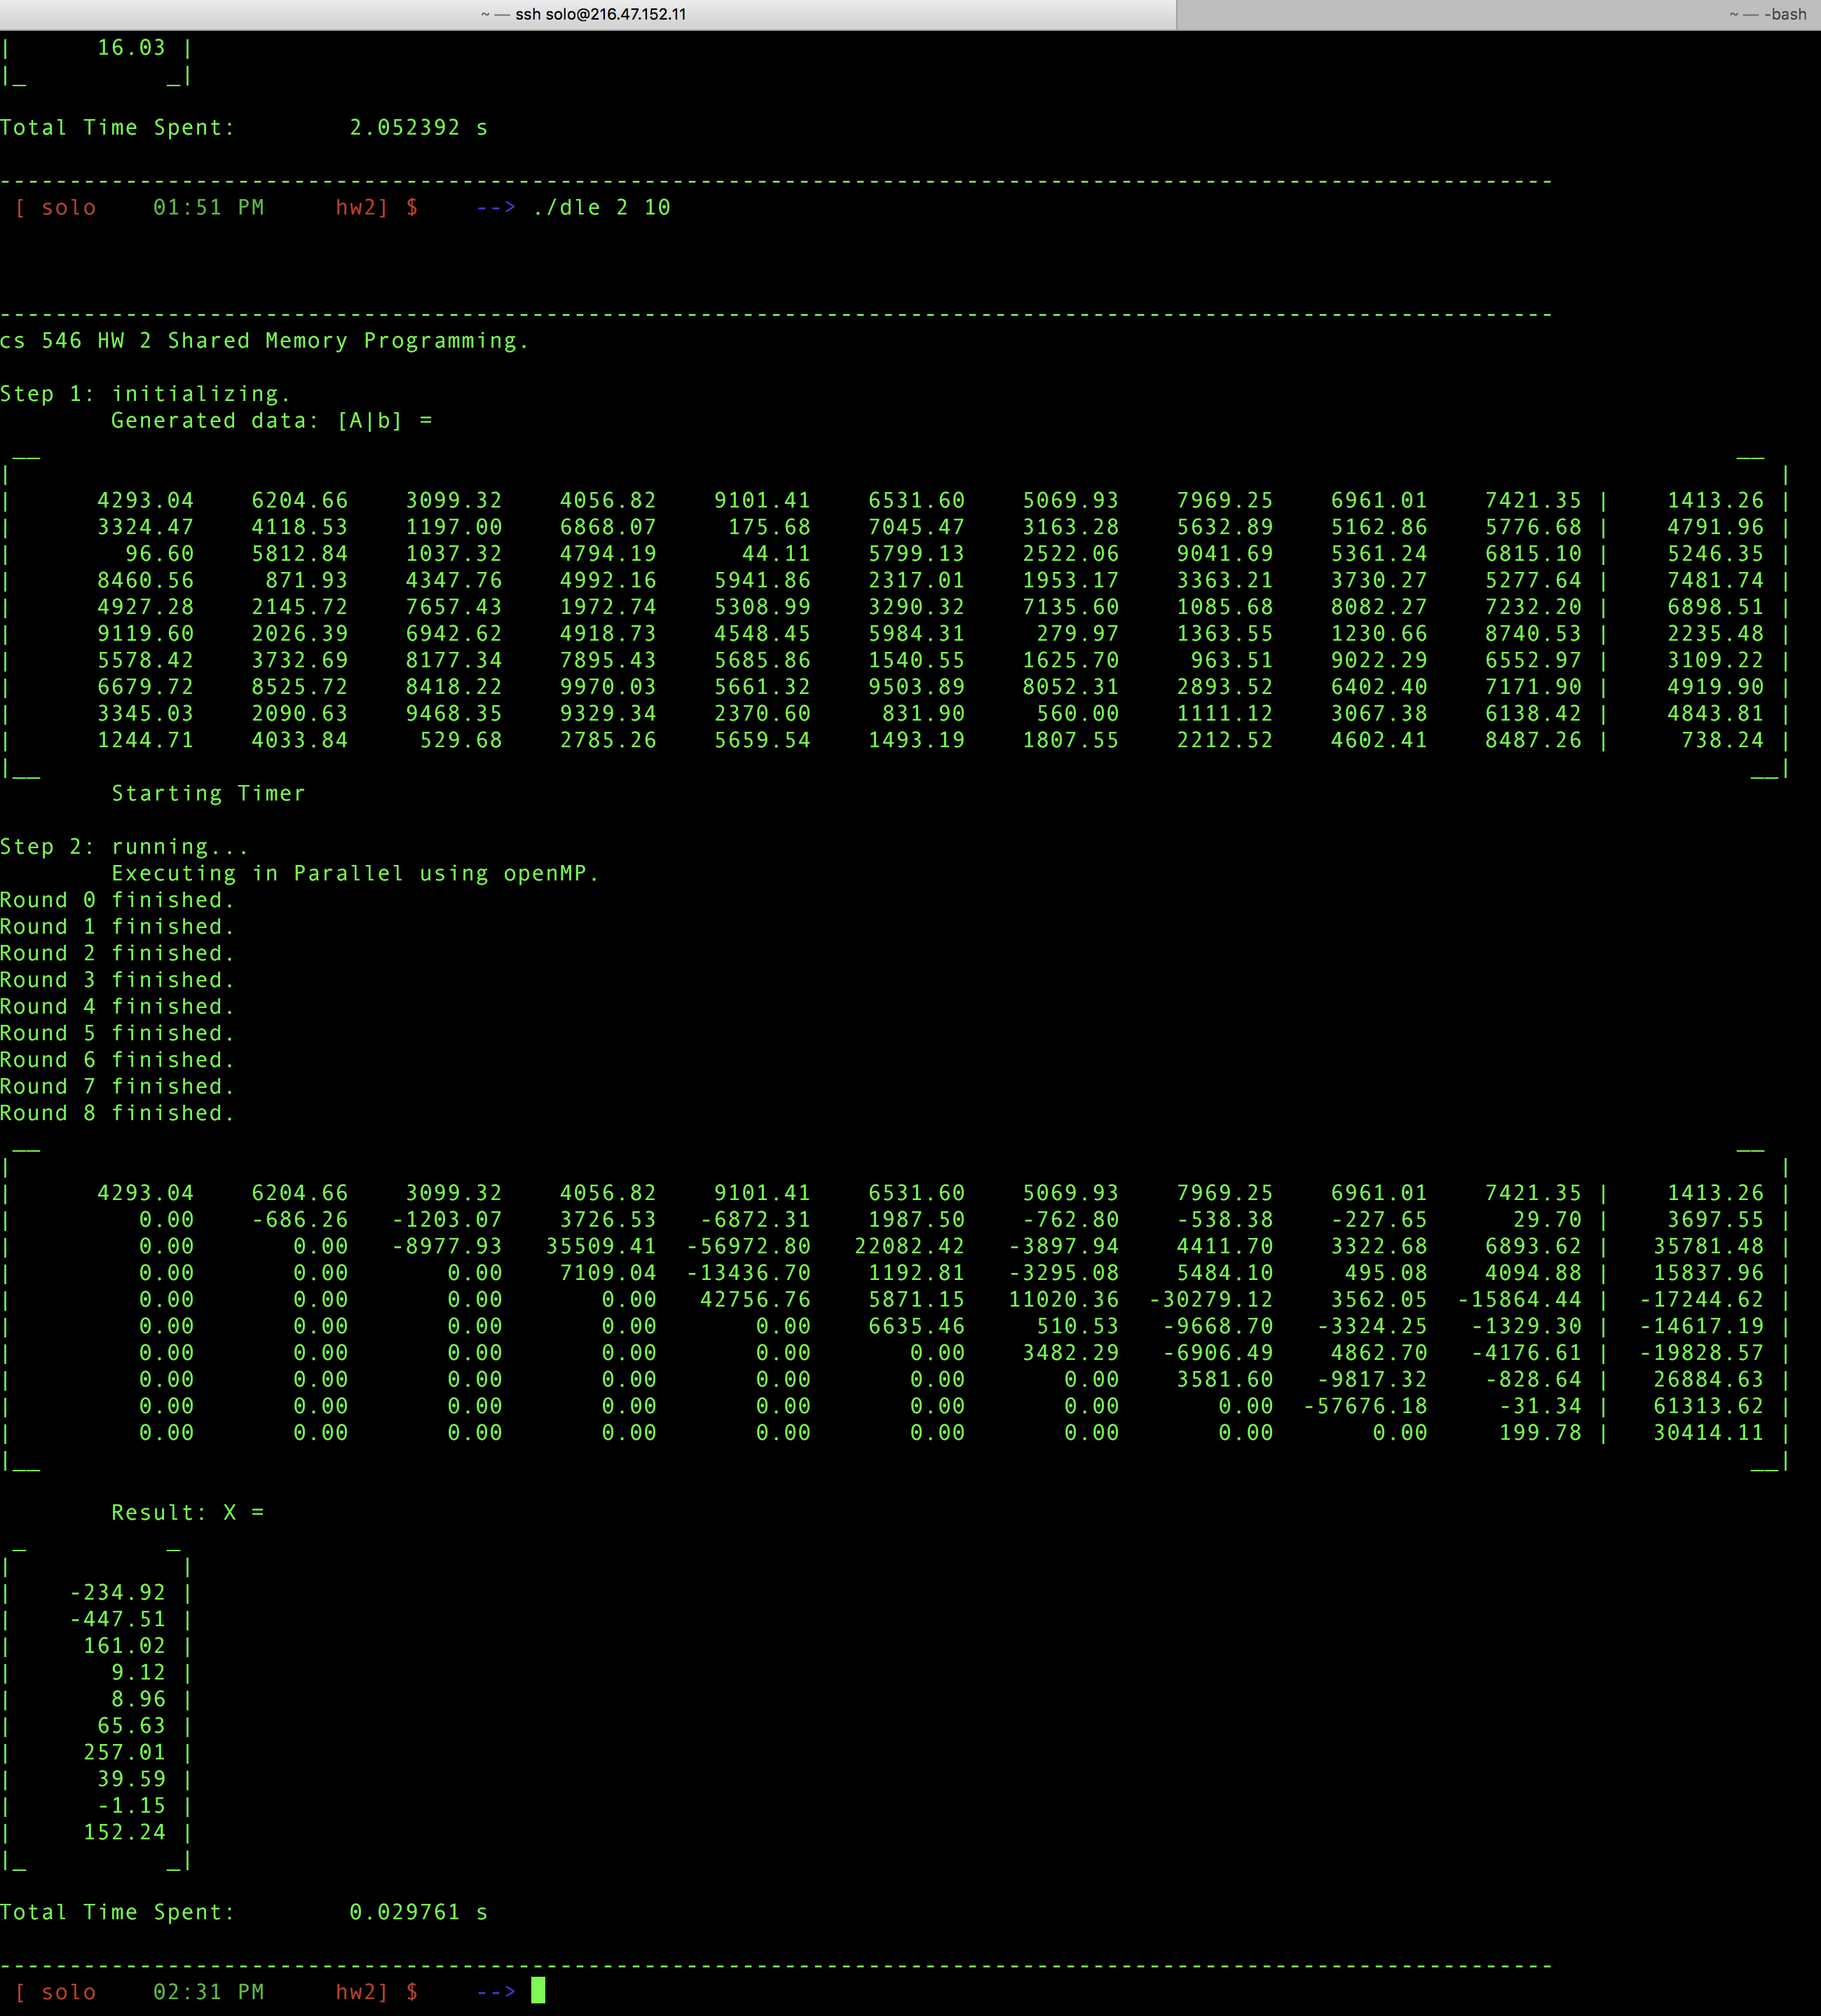 ~ — ssh solo@216.47.152.11 ~ — -bash
| 16.03 |
|_ _|
Total Time Spent: 2.052392 s
---------------------------------------------------------------------------------------------------------------
[ solo 01:51 PM hw2] $ --> ./dle 2 10
---------------------------------------------------------------------------------------------------------------
cs 546 HW 2 Shared Memory Programming.
Step 1: initializing.
Generated data: [A|b] =
__ __
| |
| 4293.04 6204.66 3099.32 4056.82 9101.41 6531.60 5069.93 7969.25 6961.01 7421.35 | 1413.26 |
| 3324.47 4118.53 1197.00 6868.07 175.68 7045.47 3163.28 5632.89 5162.86 5776.68 | 4791.96 |
| 96.60 5812.84 1037.32 4794.19 44.11 5799.13 2522.06 9041.69 5361.24 6815.10 | 5246.35 |
| 8460.56 871.93 4347.76 4992.16 5941.86 2317.01 1953.17 3363.21 3730.27 5277.64 | 7481.74 |
| 4927.28 2145.72 7657.43 1972.74 5308.99 3290.32 7135.60 1085.68 8082.27 7232.20 | 6898.51 |
| 9119.60 2026.39 6942.62 4918.73 4548.45 5984.31 279.97 1363.55 1230.66 8740.53 | 2235.48 |
| 5578.42 3732.69 8177.34 7895.43 5685.86 1540.55 1625.70 963.51 9022.29 6552.97 | 3109.22 |
| 6679.72 8525.72 8418.22 9970.03 5661.32 9503.89 8052.31 2893.52 6402.40 7171.90 | 4919.90 |
| 3345.03 2090.63 9468.35 9329.34 2370.60 831.90 560.00 1111.12 3067.38 6138.42 | 4843.81 |
| 1244.71 4033.84 529.68 2785.26 5659.54 1493.19 1807.55 2212.52 4602.41 8487.26 | 738.24 |
|__ __|
Starting Timer
Step 2: running...
Executing in Parallel using openMP.
Round 0 finished.
Round 1 finished.
Round 2 finished.
Round 3 finished.
Round 4 finished.
Round 5 finished.
Round 6 finished.
Round 7 finished.
Round 8 finished.
__ __
| |
| 4293.04 6204.66 3099.32 4056.82 9101.41 6531.60 5069.93 7969.25 6961.01 7421.35 | 1413.26 |
| 0.00 -686.26 -1203.07 3726.53 -6872.31 1987.50 -762.80 -538.38 -227.65 29.70 | 3697.55 |
| 0.00 0.00 -8977.93 35509.41 -56972.80 22082.42 -3897.94 4411.70 3322.68 6893.62 | 35781.48 |
| 0.00 0.00 0.00 7109.04 -13436.70 1192.81 -3295.08 5484.10 495.08 4094.88 | 15837.96 |
| 0.00 0.00 0.00 0.00 42756.76 5871.15 11020.36 -30279.12 3562.05 -15864.44 | -17244.62 |
| 0.00 0.00 0.00 0.00 0.00 6635.46 510.53 -9668.70 -3324.25 -1329.30 | -14617.19 |
| 0.00 0.00 0.00 0.00 0.00 0.00 3482.29 -6906.49 4862.70 -4176.61 | -19828.57 |
| 0.00 0.00 0.00 0.00 0.00 0.00 0.00 3581.60 -9817.32 -828.64 | 26884.63 |
| 0.00 0.00 0.00 0.00 0.00 0.00 0.00 0.00 -57676.18 -31.34 | 61313.62 |
| 0.00 0.00 0.00 0.00 0.00 0.00 0.00 0.00 0.00 199.78 | 30414.11 |
|__ __|
Result: X =
_ _
| |
| -234.92 |
| -447.51 |
| 161.02 |
| 9.12 |
| 8.96 |
| 65.63 |
| 257.01 |
| 39.59 |
| -1.15 |
| 152.24 |
|_ _|
Total Time Spent: 0.029761 s
---------------------------------------------------------------------------------------------------------------
[ solo 02:31 PM hw2] $ -->